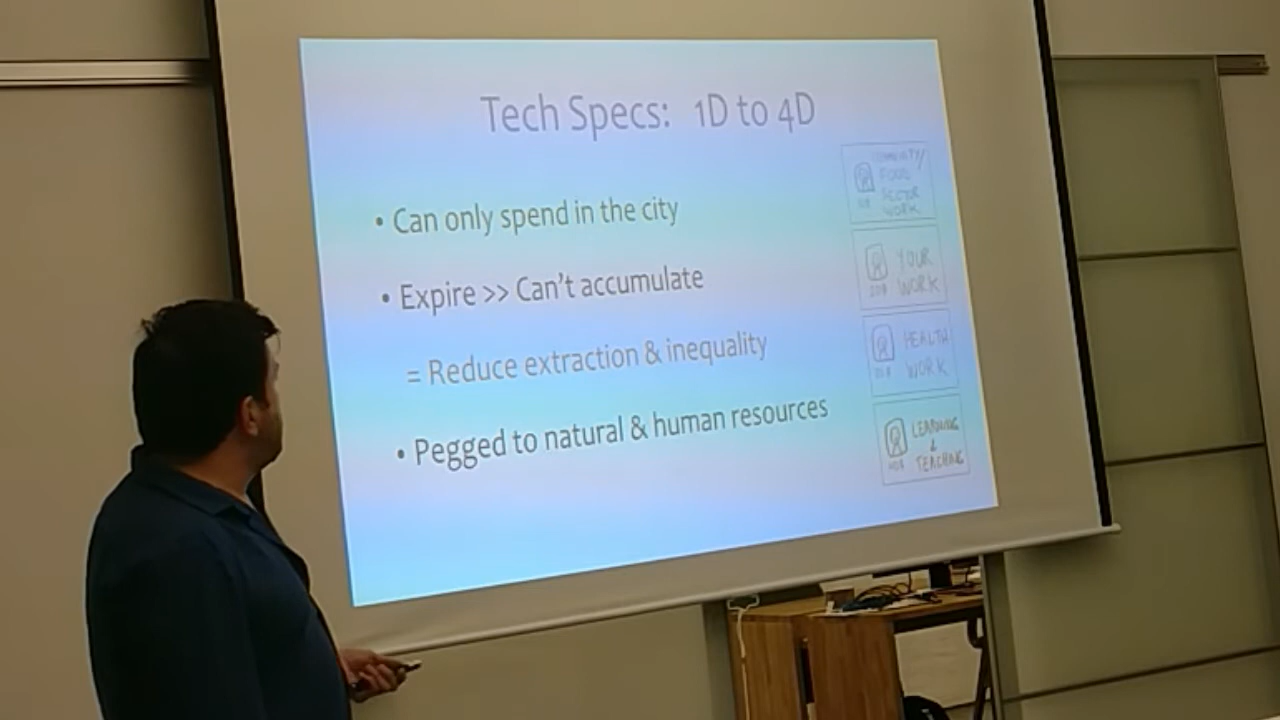 Tech Specs: 1D to 4D
• Can only spend in the city
• Expire >> Can't accumulate
= Reduce extraction & inequality
• Pegged to natural & human resources
FOOD
SECTOR
WORK
YOUR
WORK
HEALTH
WORK
LEARNING
&
TEACHING